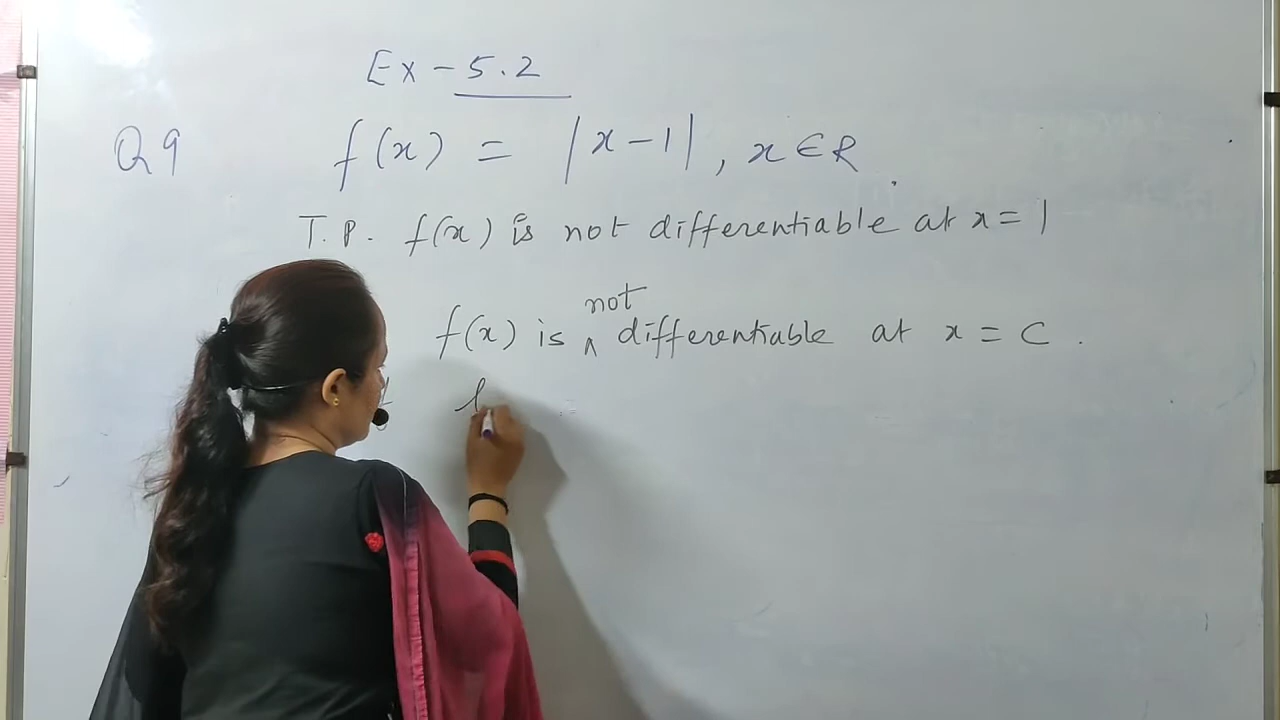 Ex - 5.2
Q9 f(x) = |x-1|, x ∈ R.
T.P. f(x) is not differentiable at x = 1
not
f(x) is ∧ differentiable at x = c.
l